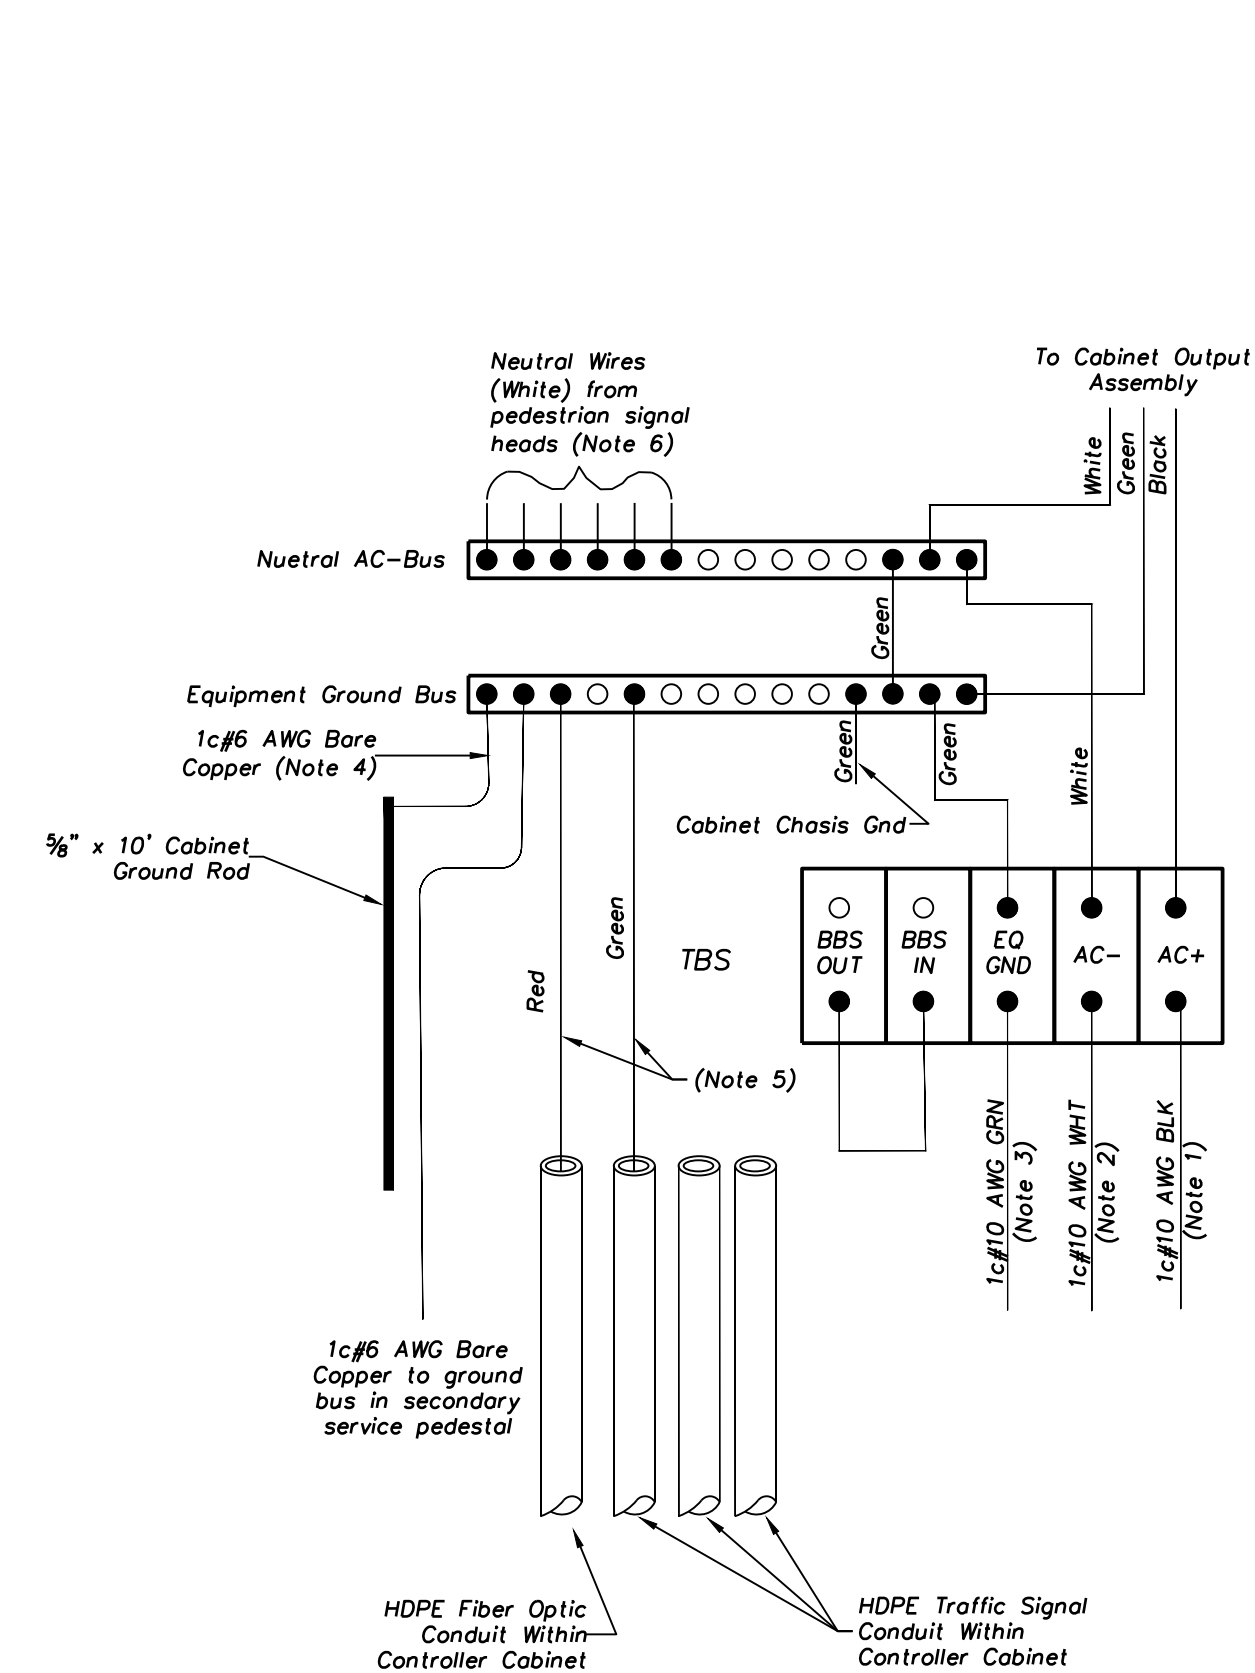 Neutral Wires
(White) from
pedestrian signal
heads (Note 6)
To Cabinet Output
Assembly
White
Green
Black
Nuetral AC-Bus
Green
Equipment Ground Bus
1c#6 AWG Bare
Copper (Note 4)
Green
Green
White
Cabinet Chasis Gnd
⅝" x 10' Cabinet
Ground Rod
Red
Green
TBS
BBS
OUT
BBS
IN
EQ
GND
AC-
AC+
(Note 5)
1c#10 AWG GRN
(Note 3)
1c#10 AWG WHT
(Note 2)
1c#10 AWG BLK
(Note 1)
1c#6 AWG Bare
Copper to ground
bus in secondary
service pedestal
HDPE Fiber Optic
Conduit Within
Controller Cabinet
HDPE Traffic Signal
Conduit Within
Controller Cabinet